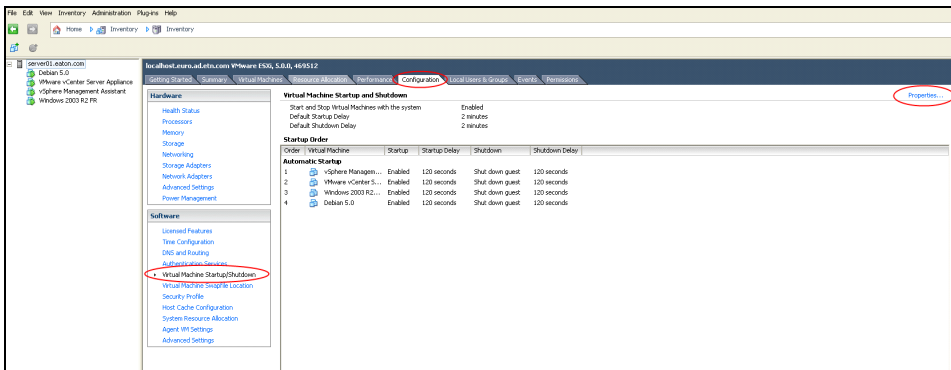 File Edit View Inventory Administration Plug-ins Help
Home Inventory Inventory
server01.eaton.com
Debian 5.0
VMware vCenter Server Appliance
vSphere Management Assistant
Windows 2003 R2 FR
localhost.euro.ad.etn.com VMware ESXi, 5.0.0, 469512
Getting Started Summary Virtual Machines Resource Allocation Performance Configuration Local Users & Groups Events Permissions
Hardware
Health Status
Processors
Memory
Storage
Networking
Storage Adapters
Network Adapters
Advanced Settings
Power Management
Software
Licensed Features
Time Configuration
DNS and Routing
Authentication Services
Virtual Machine Startup/Shutdown
Virtual Machine Swapfile Location
Security Profile
Host Cache Configuration
System Resource Allocation
Agent VM Settings
Advanced Settings
Virtual Machine Startup and Shutdown Properties...
Start and Stop Virtual Machines with the system Enabled
Default Startup Delay 2 minutes
Default Shutdown Delay 2 minutes
Startup Order
Order Virtual Machine Startup Startup Delay Shutdown Shutdown Delay
Automatic Startup
1 vSphere Managem... Enabled 120 seconds Shut down guest 120 seconds
2 VMware vCenter S... Enabled 120 seconds Shut down guest 120 seconds
3 Windows 2003 R2... Enabled 120 seconds Shut down guest 120 seconds
4 Debian 5.0 Enabled 120 seconds Shut down guest 120 seconds